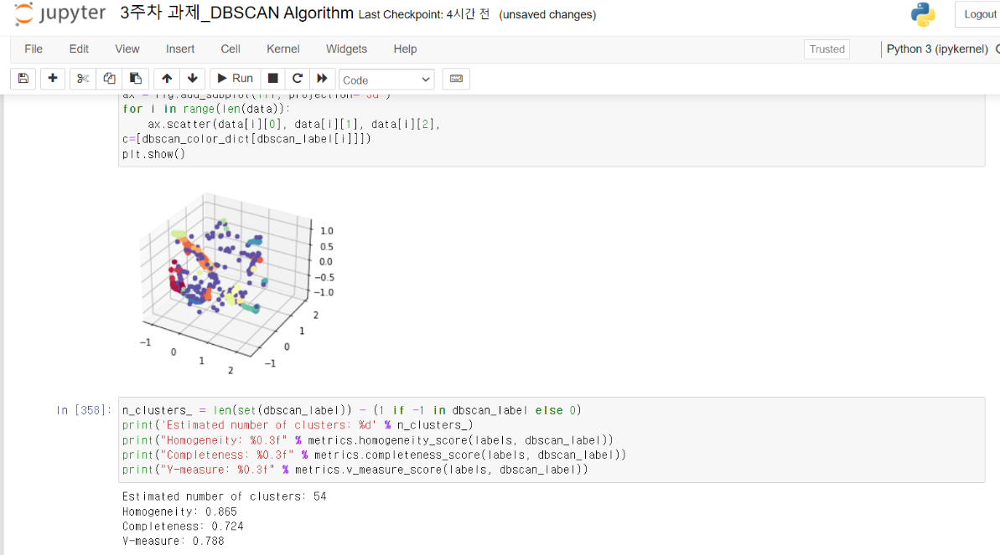 jupyter 3주차 과제_DBSCAN Algorithm Last Checkpoint: 4시간 전 (unsaved changes) Logout
File Edit View Insert Cell Kernel Widgets Help Trusted Python 3 (ipykernel)
Run Code
ax = fig.add_subplot(111, projection='3d')
for i in range(len(data)):
    ax.scatter(data[i][0], data[i][1], data[i][2],
c=[dbscan_color_dict[dbscan_label[i]]])
plt.show()
1.0
0.5
0.0
−0.5
−1.0
2
1
0
−1
−1
0
1
2
In [358]: n_clusters_ = len(set(dbscan_label)) - (1 if -1 in dbscan_label else 0)
print('Estimated number of clusters: %d' % n_clusters_)
print("Homogeneity: %0.3f" % metrics.homogeneity_score(labels, dbscan_label))
print("Completeness: %0.3f" % metrics.completeness_score(labels, dbscan_label))
print("V-measure: %0.3f" % metrics.v_measure_score(labels, dbscan_label))
Estimated number of clusters: 54
Homogeneity: 0.865
Completeness: 0.724
V-measure: 0.788